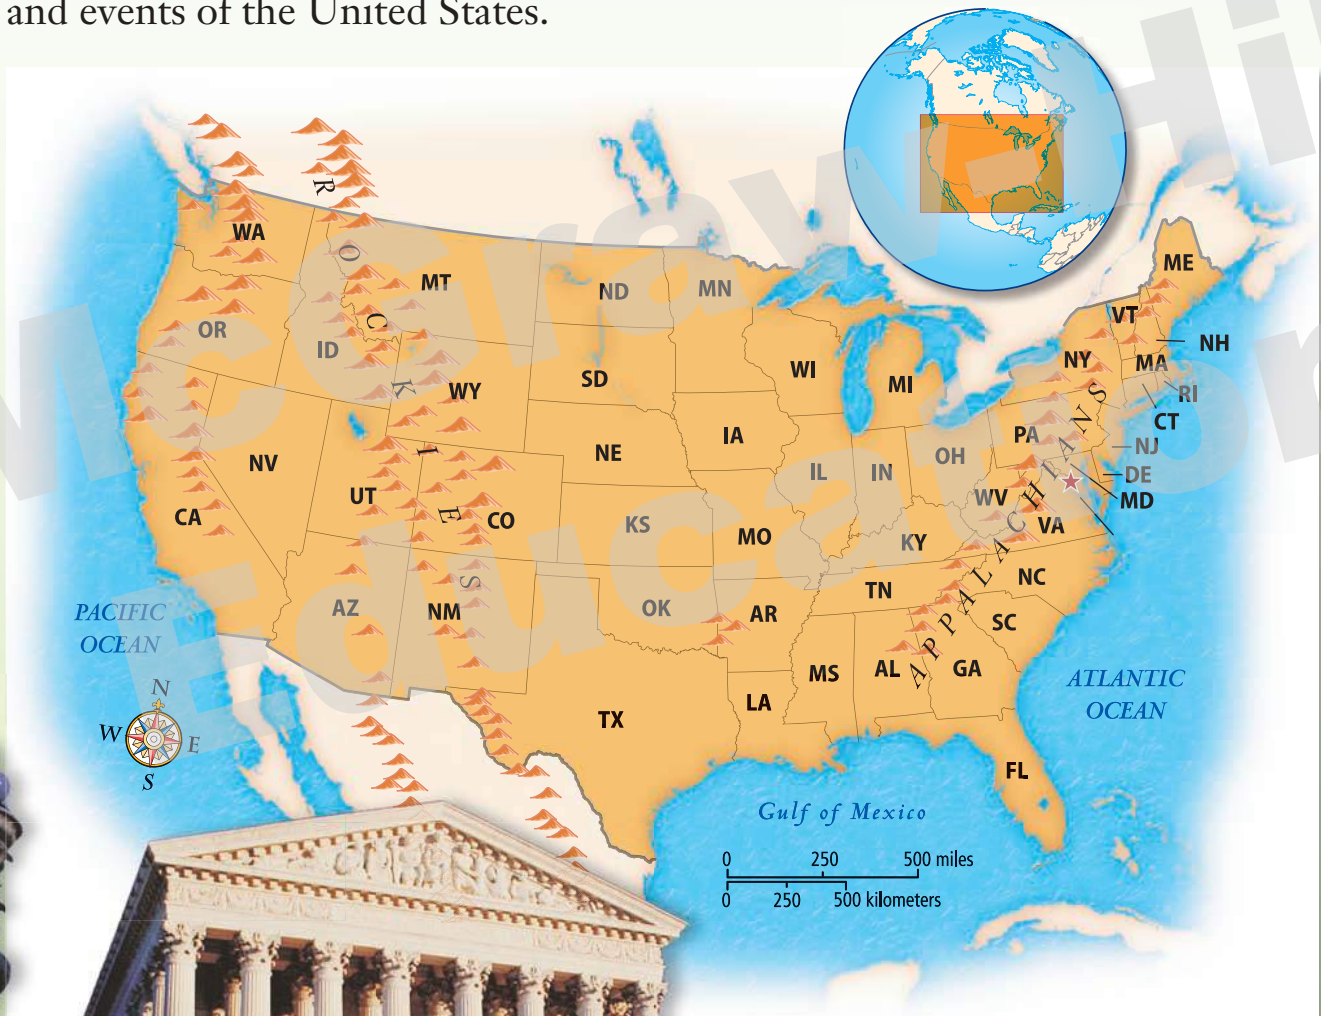 and events of the United States.
R
O
C
K
I
E
S
WA
MT
ND
MN
ME
VT
NH
OR
ID
WY
SD
WI
MI
NY
MA
RI
CT
NV
UT
CO
NE
IA
IL
IN
OH
PA
NJ
DE
MD
WV
VA
CA
KS
MO
KY
AZ
NM
OK
AR
TN
NC
SC
TX
LA
MS
AL
GA
FL
APPALACHIANS
PACIFIC
OCEAN
ATLANTIC
OCEAN
Gulf of Mexico
N
W
E
S
0 250 500 miles
0 250 500 kilometers
McGraw-Hill
Education